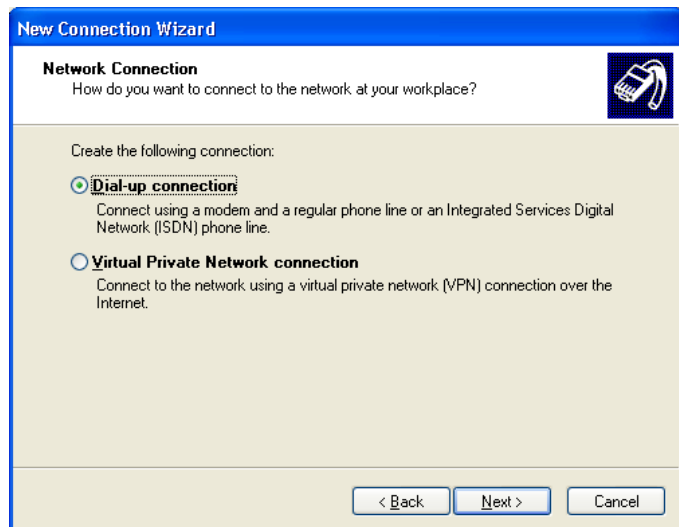 New Connection Wizard
Network Connection
How do you want to connect to the network at your workplace?
Create the following connection:
Dial-up connection
Connect using a modem and a regular phone line or an Integrated Services Digital
Network (ISDN) phone line.
Virtual Private Network connection
Connect to the network using a virtual private network (VPN) connection over the
Internet.
< Back Next > Cancel